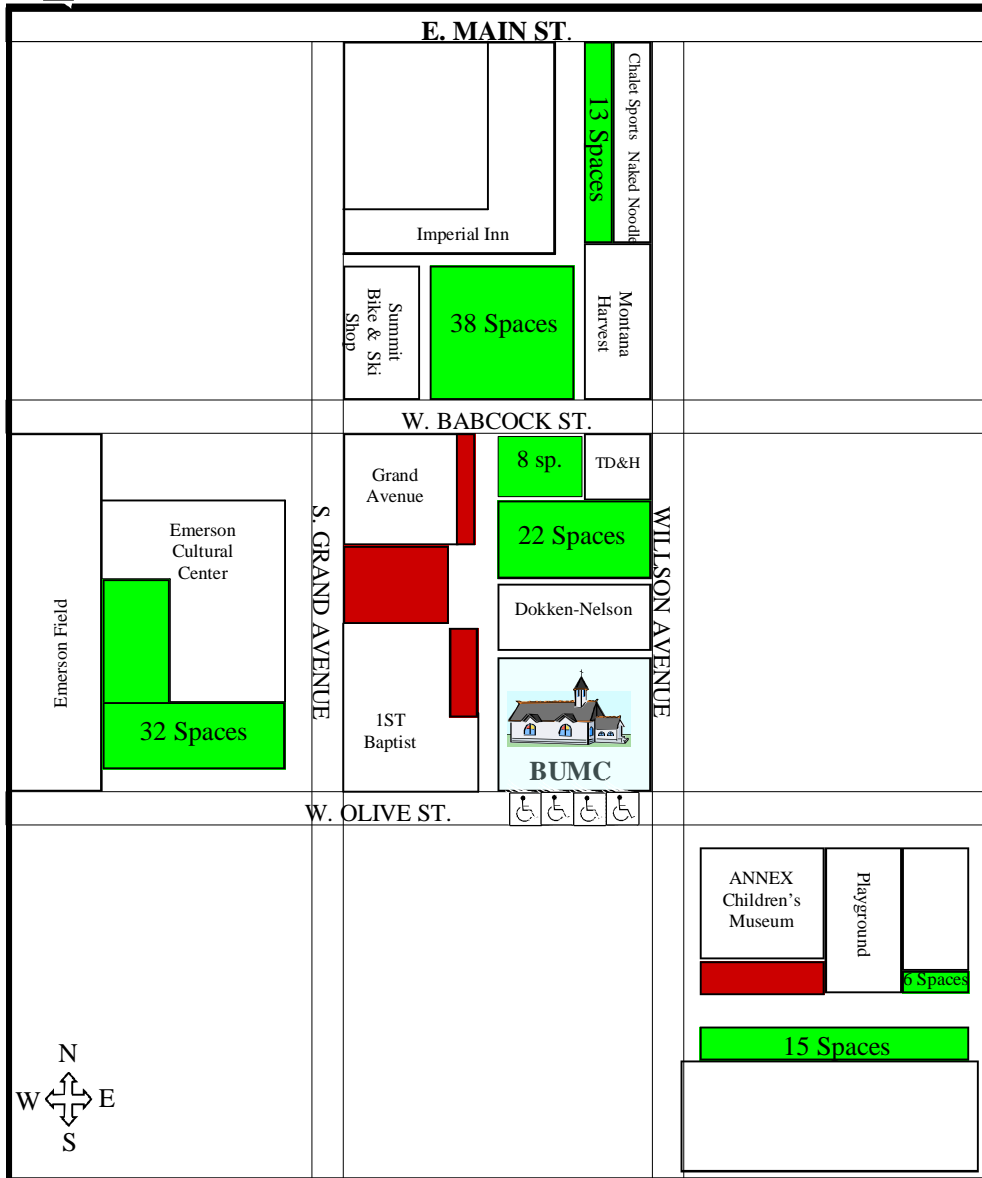 E. MAIN ST.
13 Spaces
Chalet Sports Naked Noodle
Imperial Inn
Summit
Bike & Ski
Shop
38 Spaces
Montana
Harvest
W. BABCOCK ST.
Emerson Field
Emerson
Cultural
Center
32 Spaces
S. GRAND AVENUE
Grand
Avenue
8 sp.
TD&H
22 Spaces
WILLSON AVENUE
Dokken-Nelson
1ST
Baptist
BUMC
W. OLIVE ST.
ANNEX
Children's
Museum
Playground
6 Spaces
15 Spaces
N
W E
S